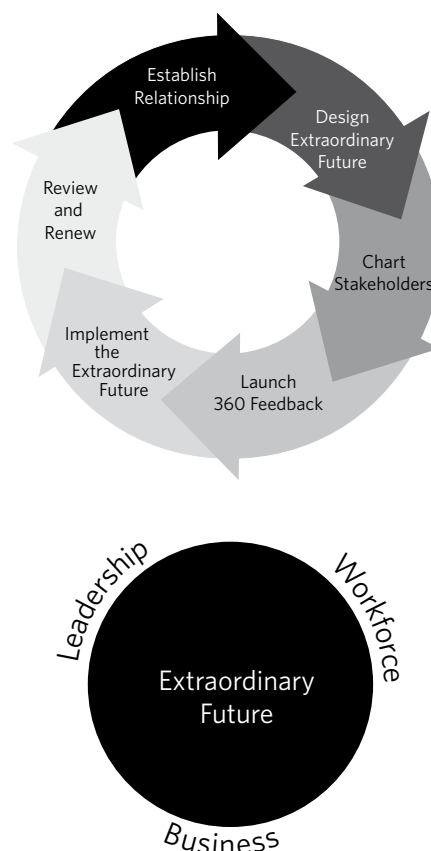 Establish
Relationship
Design
Extraordinary
Future
Chart
Stakeholders
Launch
360 Feedback
Implement
the
Extraordinary
Future
Review
and
Renew
Leadership
Workforce
Extraordinary
Future
Business